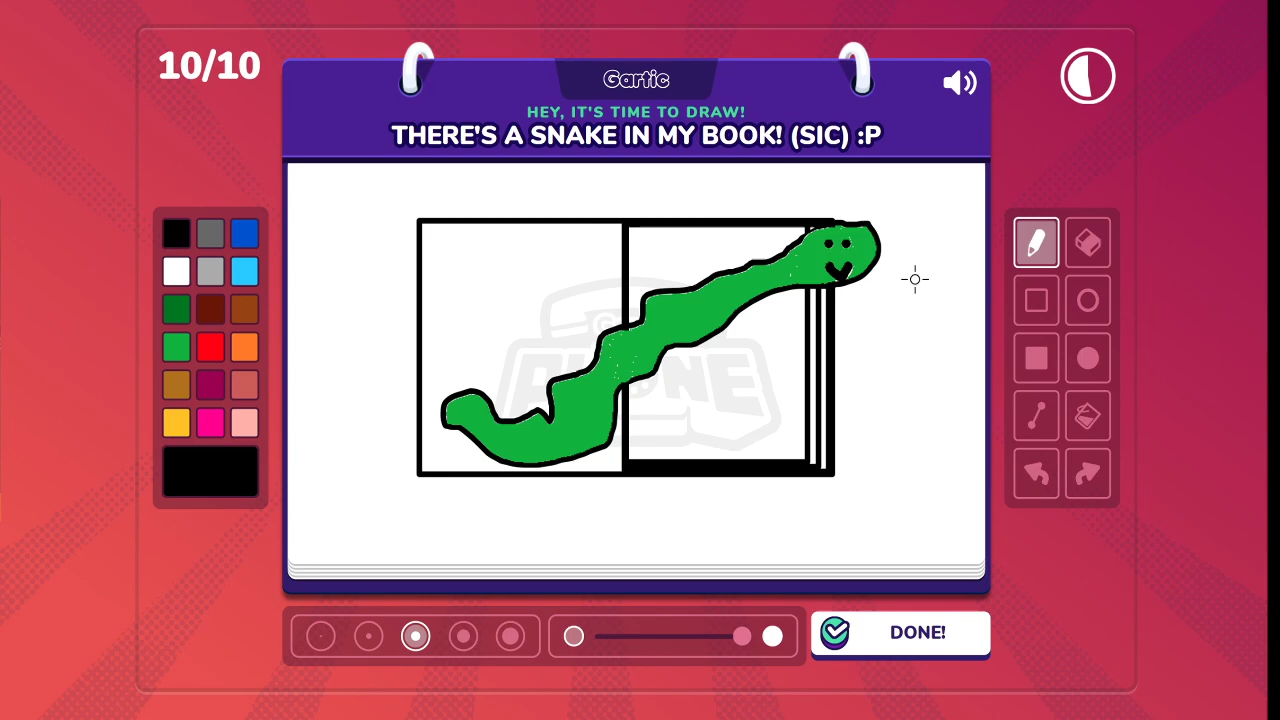 10/10
Gartic
HEY, IT'S TIME TO DRAW!
THERE'S A SNAKE IN MY BOOK! (SIC) :P
DONE!